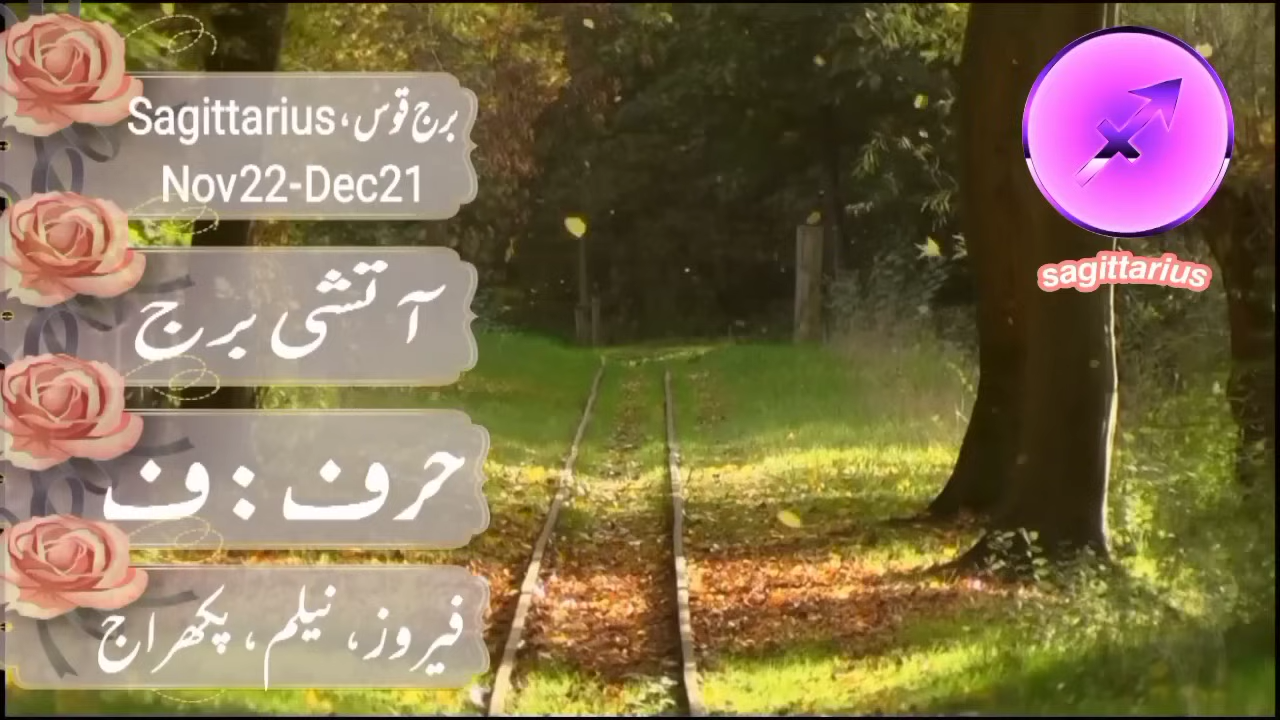 برج قوس، Sagittarius
Nov22-Dec21
آتشی برج
حرف : ف
فیروز، نیلم، پکھراج
sagittarius